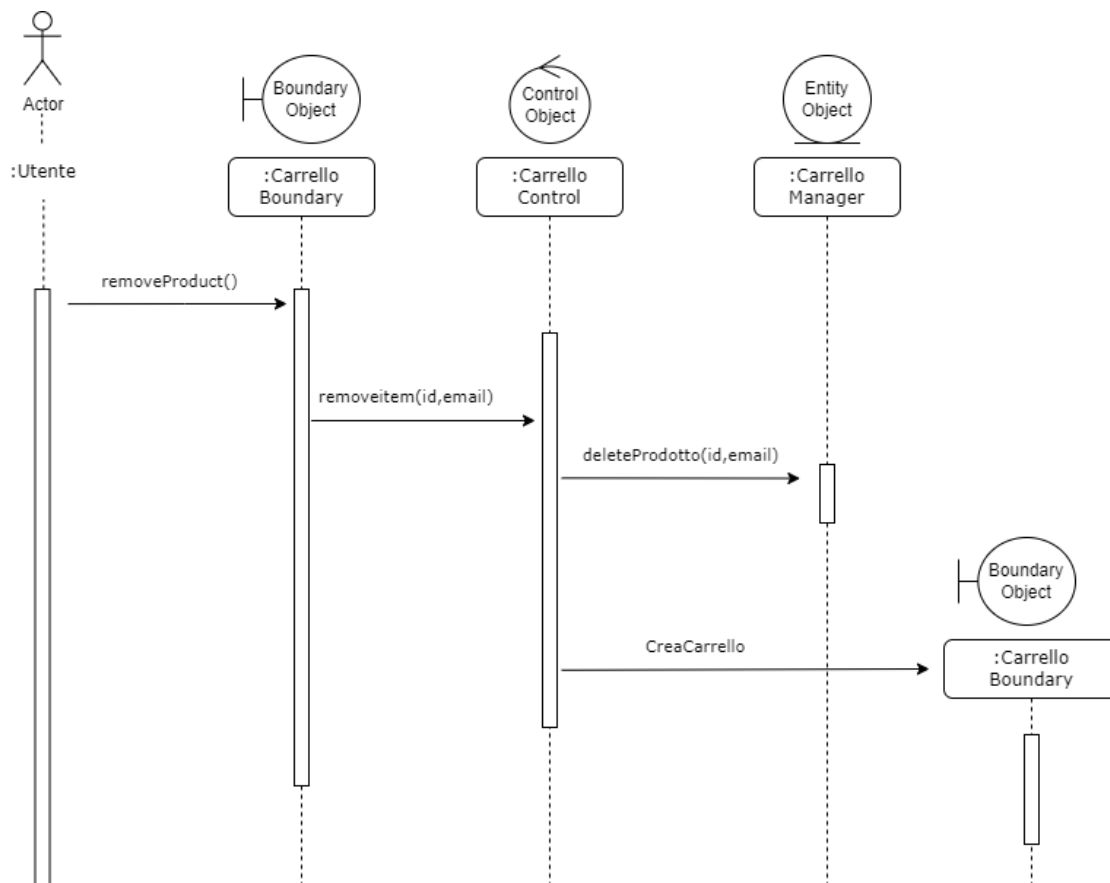 Actor
:Utente
Boundary
Object
:Carrello
Boundary
Control
Object
:Carrello
Control
Entity
Object
:Carrello
Manager
removeProduct()
removeitem(id,email)
deleteProdotto(id,email)
Boundary
Object
CreaCarrello
:Carrello
Boundary